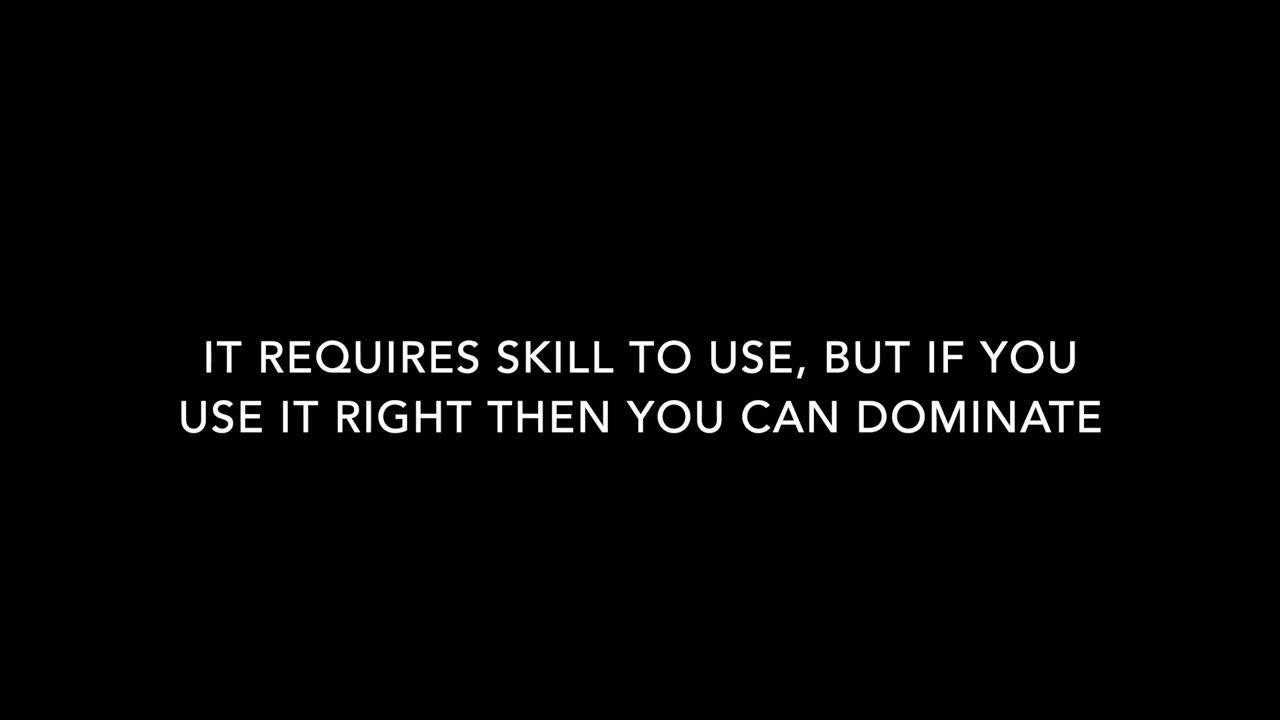 IT REQUIRES SKILL TO USE, BUT IF YOU
USE IT RIGHT THEN YOU CAN DOMINATE